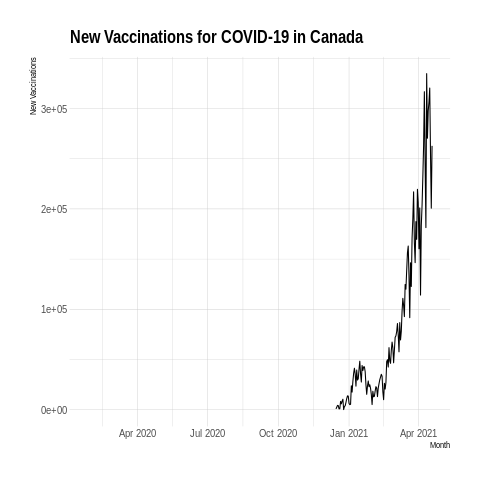 New Vaccinations for COVID-19 in Canada
New Vaccinations
3e+05
2e+05
1e+05
0e+00
Apr 2020 Jul 2020 Oct 2020 Jan 2021 Apr 2021
Month